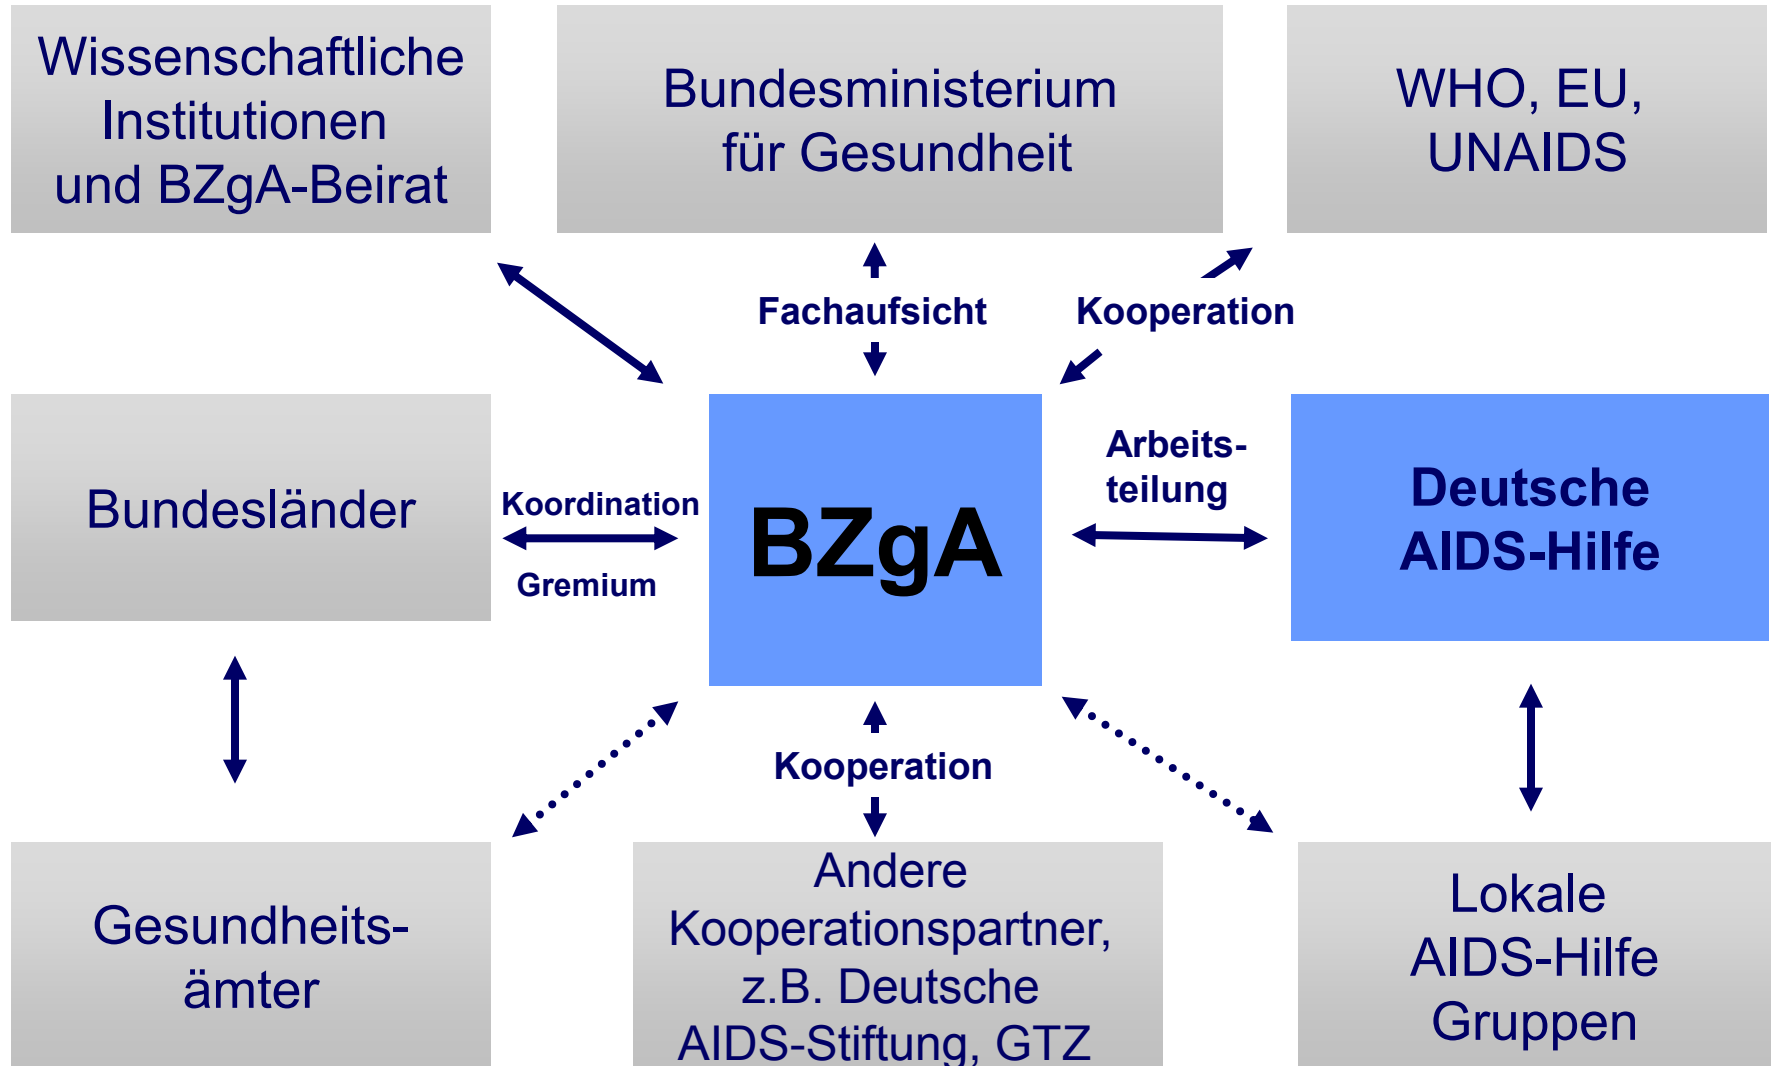 Wissenschaftliche
Institutionen
und BZgA-Beirat
Bundesministerium
für Gesundheit
WHO, EU,
UNAIDS
Fachaufsicht
Kooperation
Bundesländer
Koordination
Gremium
BZgA
Arbeits-
teilung
Deutsche
AIDS-Hilfe
Kooperation
Gesundheits-
ämter
Andere
Kooperationspartner,
z.B. Deutsche
AIDS-Stiftung, GTZ
Lokale
AIDS-Hilfe
Gruppen